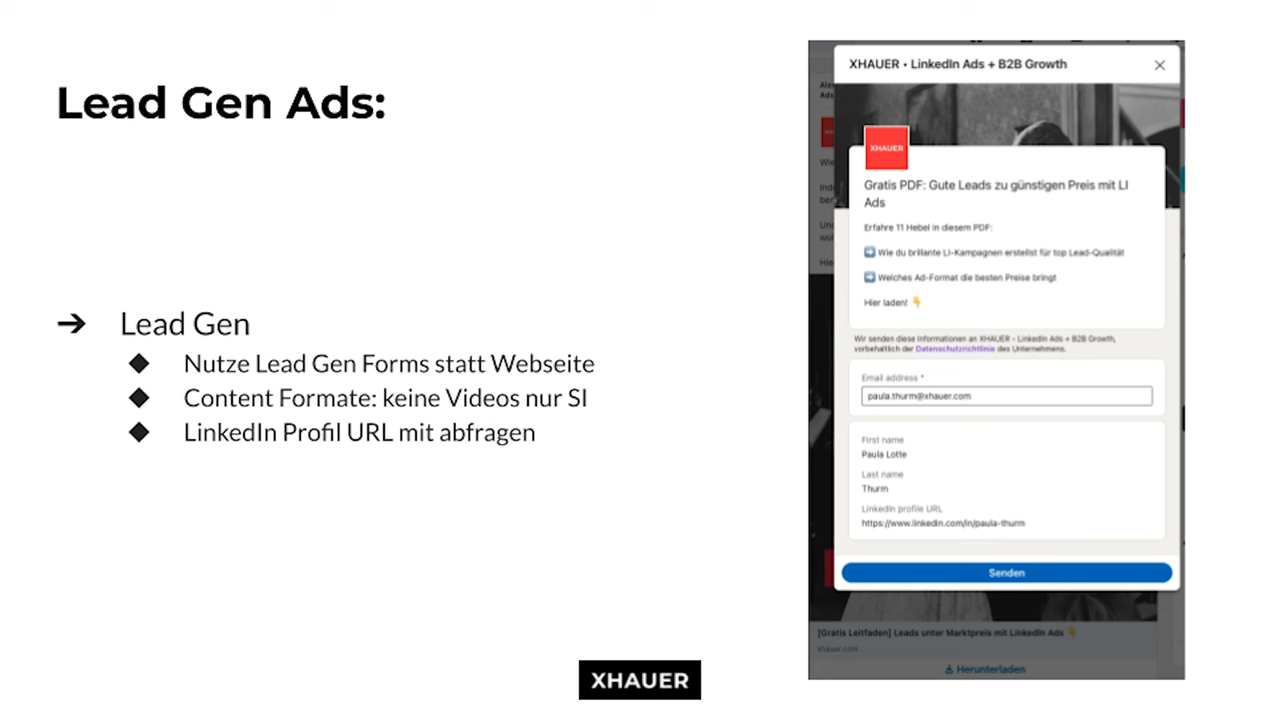 Lead Gen Ads:
➔ Lead Gen
◆ Nutze Lead Gen Forms statt Webseite
◆ Content Formate: keine Videos nur SI
◆ LinkedIn Profil URL mit abfragen
XHAUER • LinkedIn Ads + B2B Growth
XHAUER
Gratis PDF: Gute Leads zu günstigen Preis mit LI
Ads
Erfahre 11 Hebel in diesem PDF:
➡️ Wie du brillante LI-Kampagnen erstellst für top Lead-Qualität
➡️ Welches Ad-Format die besten Preise bringt
Hier laden! 👇
Wir senden diese Informationen an XHAUER - LinkedIn Ads + B2B Growth,
vorbehaltlich der Datenschutzrichtlinie des Unternehmens.
Email address *
paula.thurm@xhauer.com
First name
Paula Lotte
Last name
Thurm
LinkedIn profile URL
https://www.linkedin.com/in/paula-thurm
Senden
[Gratis Leitfaden] Leads unter Marktpreis mit LinkedIn Ads 👇
xhauer.com
Herunterladen
XHAUER